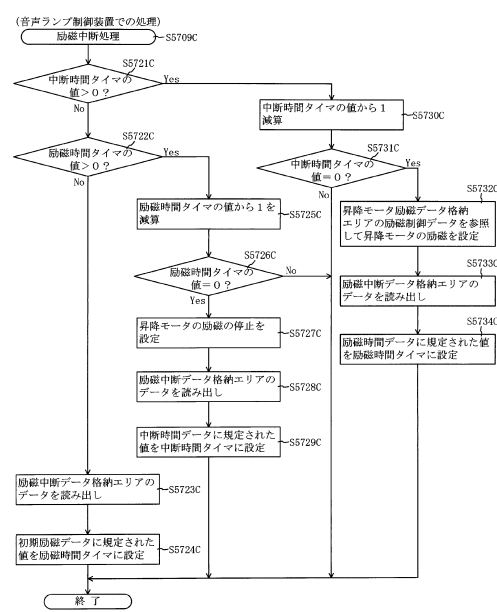 (音声ランプ制御装置での処理)
励磁中断処理
S5709C
S5721C
中断時間タイマの
値>0?
Yes
No
S5722C
励磁時間タイマの
値>0?
Yes
No
励磁時間タイマの値から1を
減算
S5725C
S5726C
励磁時間タイマの
値=0?
No
Yes
昇降モータの励磁の停止を
設定
S5727C
励磁中断データ格納エリアの
データを読み出し
S5728C
中断時間データに規定された
値を中断時間タイマに設定
S5729C
中断時間タイマの値から1
減算
S5730C
S5731C
中断時間タイマの
値=0?
Yes
No
S5732C
昇降モータ励磁データ格納
エリアの励磁制御データを参照
して昇降モータの励磁を設定
S5733C
励磁中断データ格納エリアの
データを読み出し
S5734C
励磁時間データに規定された値
を励磁時間タイマに設定
励磁中断データ格納エリアの
データを読み出し
S5723C
初期励磁データに規定された
値を励磁時間タイマに設定
S5724C
終了